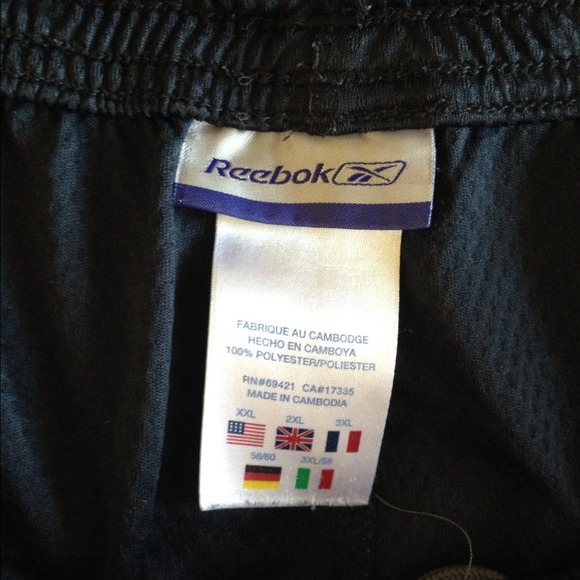 Reebok
FABRIQUE AU CAMBODGE
HECHO EN CAMBOYA
100% POLYESTER/POLIESTER
RN#69421 CA#17335
MADE IN CAMBODIA
XXL 2XL 3XL
58/60 3XL/56